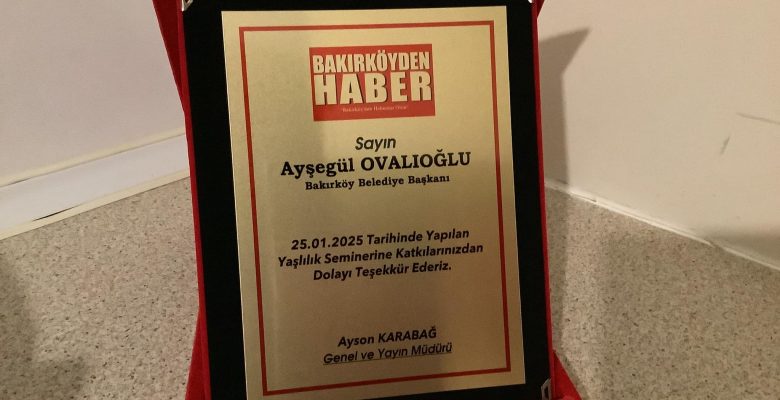 BAKIRKÖYDEN
HABER
Sayın
Ayşegül OVALIOĞLU
Bakırköy Belediye Başkanı
25.01.2025 Tarihinde Yapılan
Yaşlılık Seminerine Katkılarınızdan
Dolayı Teşekkür Ederiz.
Ayson KARABAĞ
Genel ve Yayın Müdürü